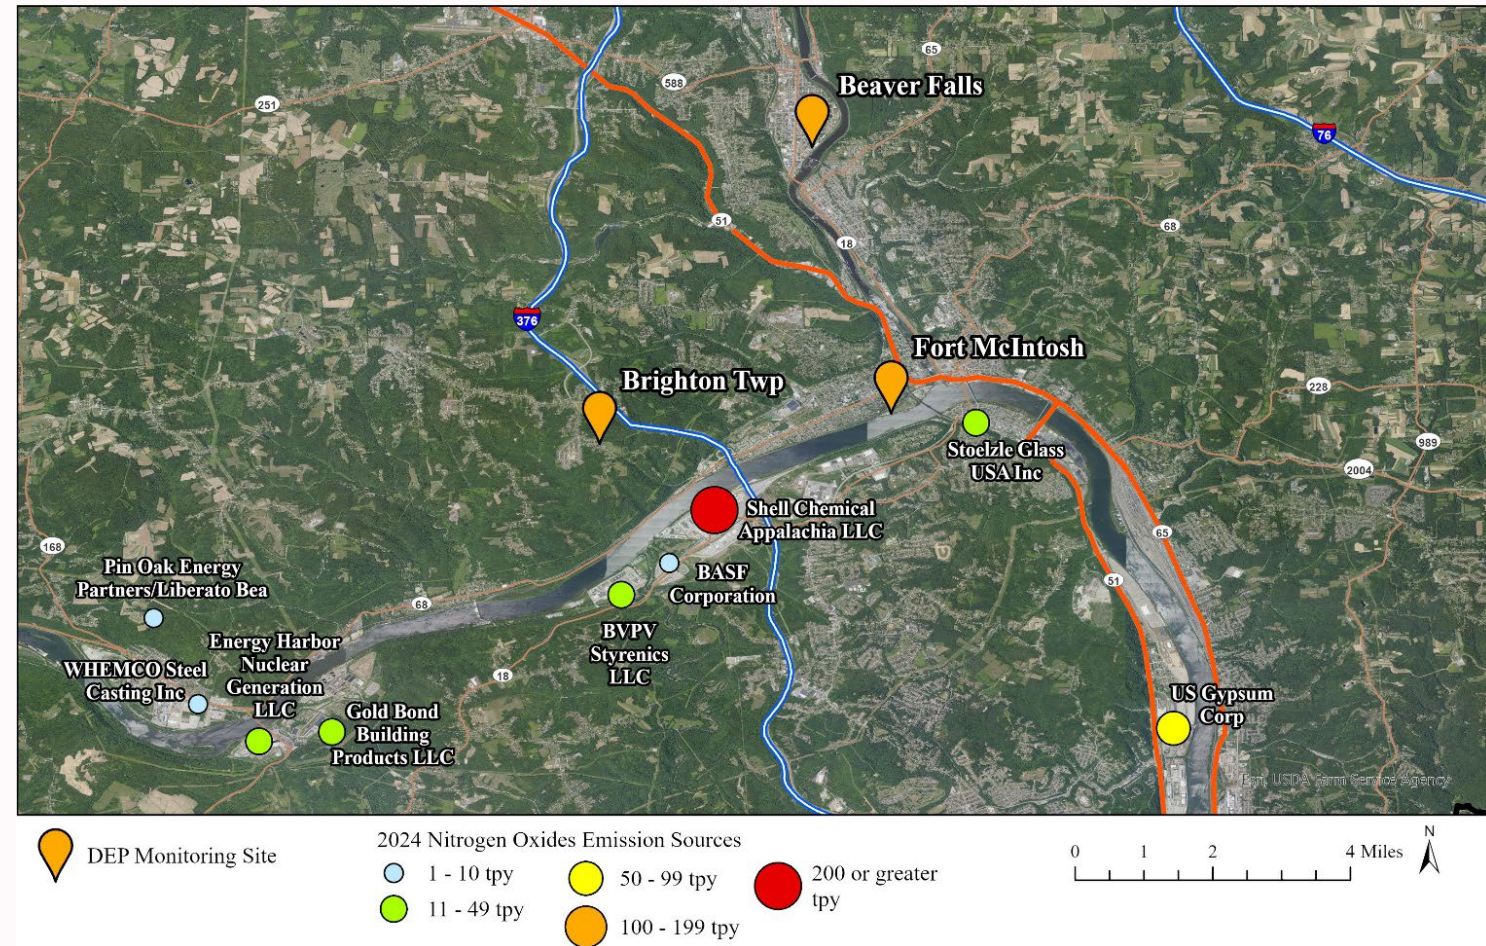 65
Beaver Falls
588
251
76
51
68
18
376
Fort McIntosh
Brighton Twp
228
989
Stoelzle Glass
USA Inc
2004
Shell Chemical
Appalachia LLC
65
168
Pin Oak Energy
Partners/Liberato Bea
BASF
Corporation
51
68
BVPV
Styrenics
LLC
Energy Harbor
Nuclear
Generation
LLC
WHEMCO Steel
Casting Inc
18
US Gypsum
Corp
Gold Bond
Building
Products LLC
Esri, USDA Farm Service Agency
DEP Monitoring Site
2024 Nitrogen Oxides Emission Sources
1 - 10 tpy
11 - 49 tpy
50 - 99 tpy
100 - 199 tpy
200 or greater
tpy
0 1 2 4 Miles
N